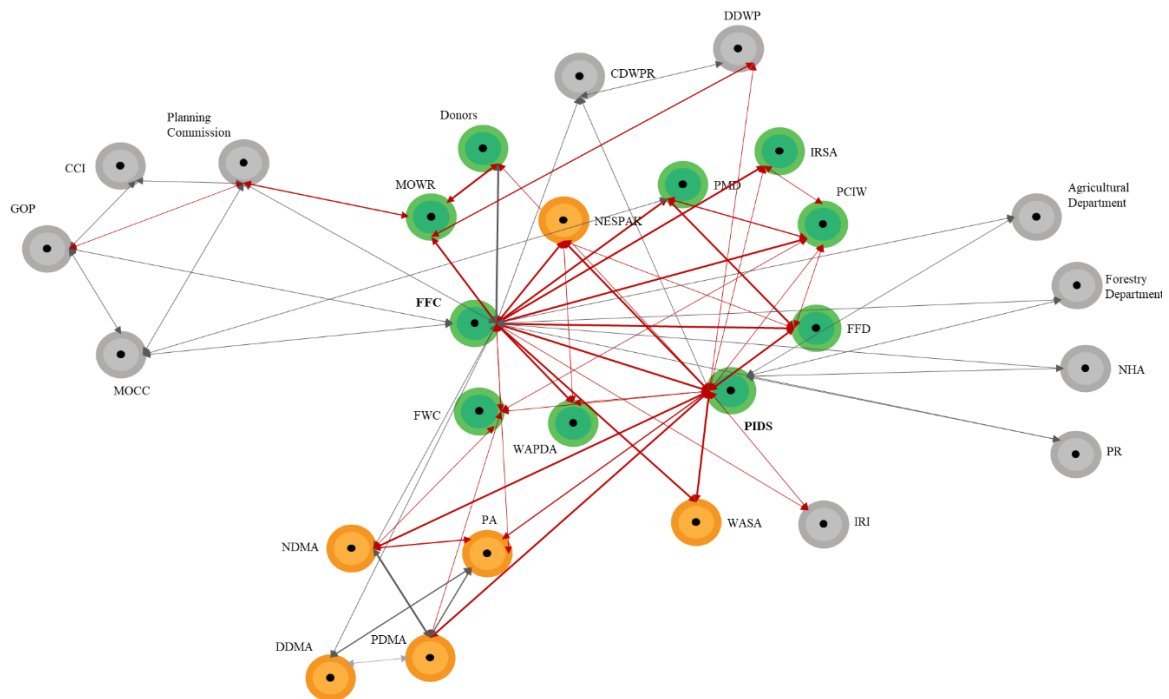 DDWP
CDWPR
Donors
Planning
Commission
CCI
IRSA
MOWR
PMD
PCIW
Agricultural
Department
GOP
NESPAK
FFC
Forestry
Department
FFD
MOCC
NHA
FWC
WAPDA
PIDS
PR
NDMA
PA
WASA
IRI
DDMA
PDMA